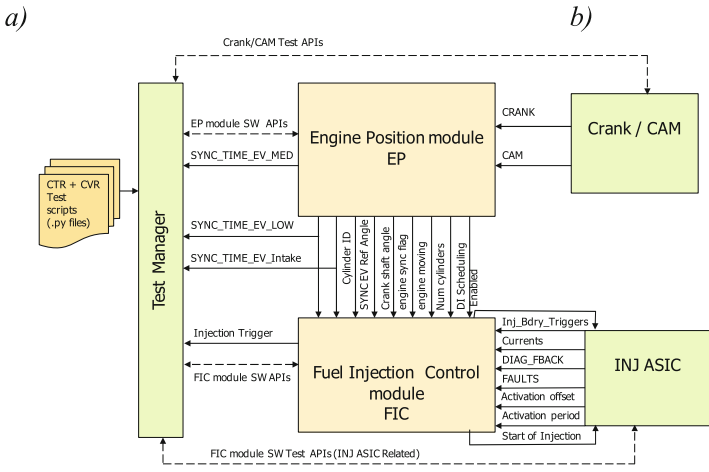 a)
b)
Crank/CAM Test APIs
EP module SW APIs
Engine Position module
EP
CRANK
CAM
Crank / CAM
SYNC_TIME_EV_MED
CTR + CVR
Test
scripts
(.py files)
Test Manager
SYNC_TIME_EV_LOW
SYNC_TIME_EV_Intake
Cylinder ID
SYNC EV Ref Angle
Crank shaft angle
engine sync flag
engine moving
Num cylinders
DI Scheduling
Enabled
Injection Trigger
FIC module SW APIs
Fuel Injection Control
module
FIC
Inj_Bdry_Triggers
Currents
DIAG_FBACK
FAULTS
Activation offset
Activation period
Start of Injection
INJ ASIC
FIC module SW Test APIs (INJ ASIC Related)